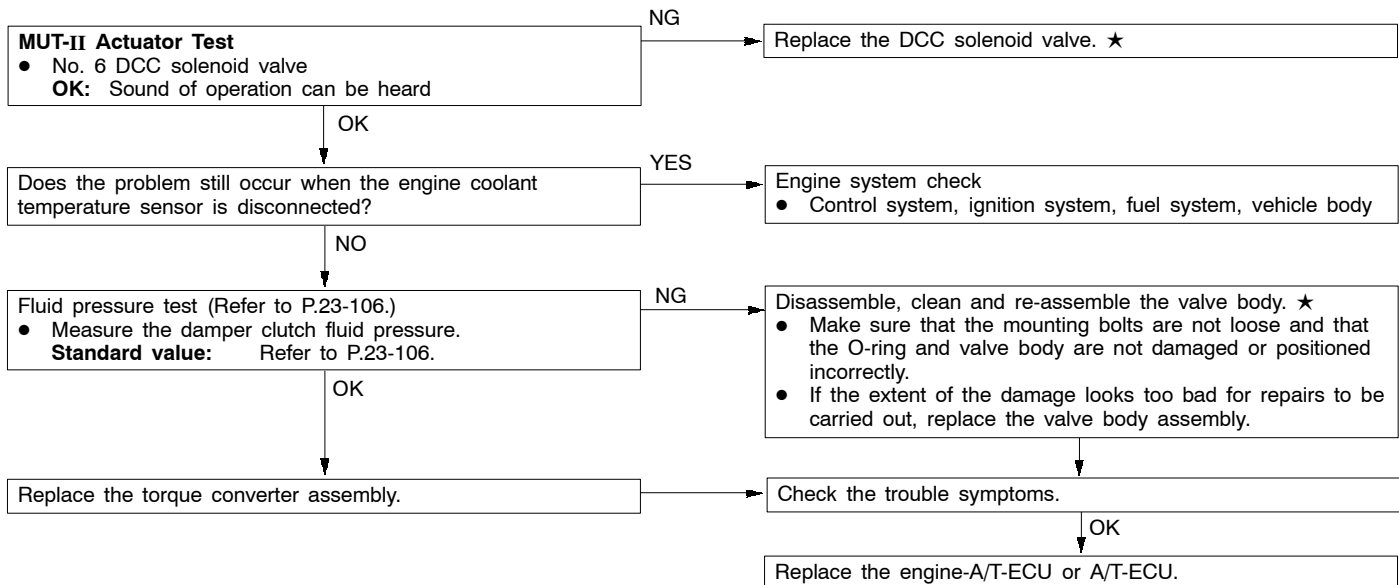 NG
MUT-II Actuator Test
● No. 6 DCC solenoid valve
OK: Sound of operation can be heard
Replace the DCC solenoid valve. ★
OK
Does the problem still occur when the engine coolant
temperature sensor is disconnected?
YES
Engine system check
● Control system, ignition system, fuel system, vehicle body
NO
Fluid pressure test (Refer to P.23-106.)
● Measure the damper clutch fluid pressure.
Standard value: Refer to P.23-106.
NG
Disassemble, clean and re-assemble the valve body. ★
● Make sure that the mounting bolts are not loose and that
the O-ring and valve body are not damaged or positioned
incorrectly.
● If the extent of the damage looks too bad for repairs to be
carried out, replace the valve body assembly.
OK
Replace the torque converter assembly.
Check the trouble symptoms.
OK
Replace the engine-A/T-ECU or A/T-ECU.